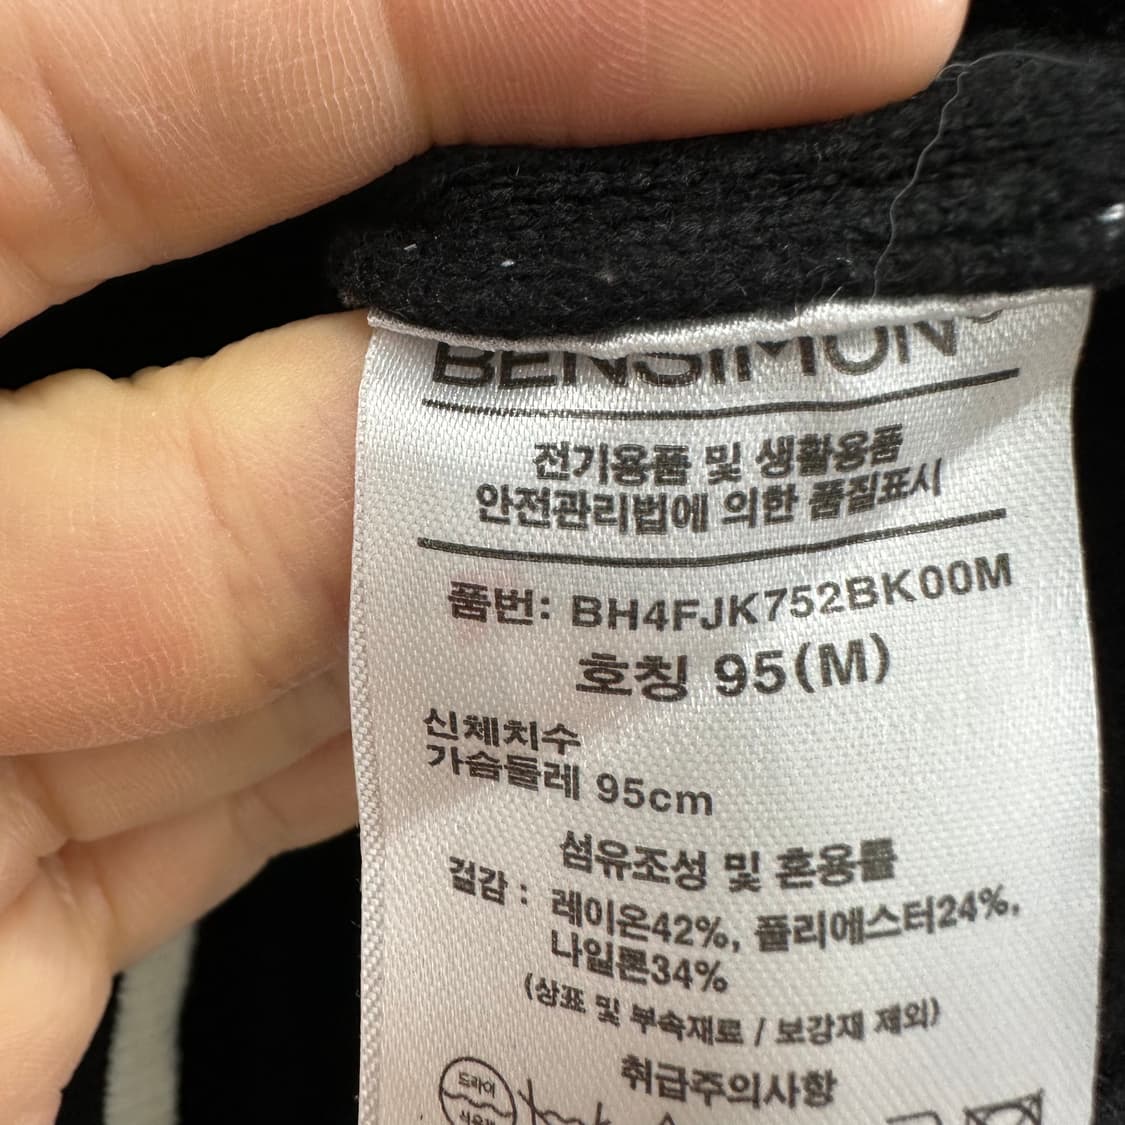 BENSIMON
전기용품 및 생활용품
안전관리법에 의한 품질표시
품번: BH4FJK752BK00M
호칭 95(M)
신체치수
가슴둘레 95cm
섬유조성 및 혼용률
겉감 : 레이온42%, 폴리에스터24%,
나일론34%
(상표 및 부속재료 / 보강재 제외)
취급주의사항
드라이